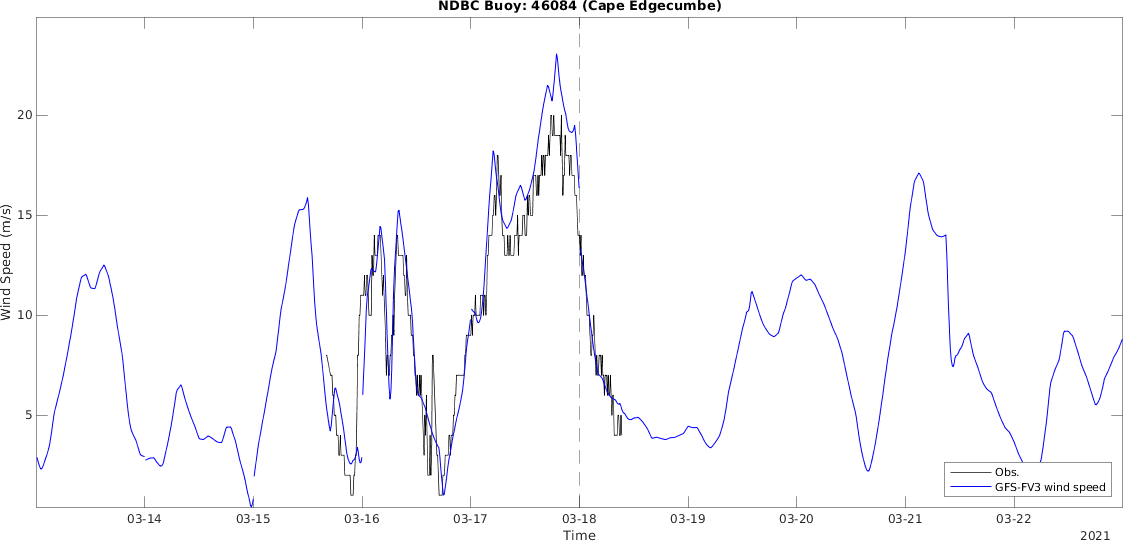 NDBC Buoy: 46084 (Cape Edgecumbe)
Wind Speed (m/s)
20
15
10
5
03-14
03-15
03-16
03-17
03-18
03-19
03-20
03-21
03-22
Time
2021
Obs.
GFS-FV3 wind speed